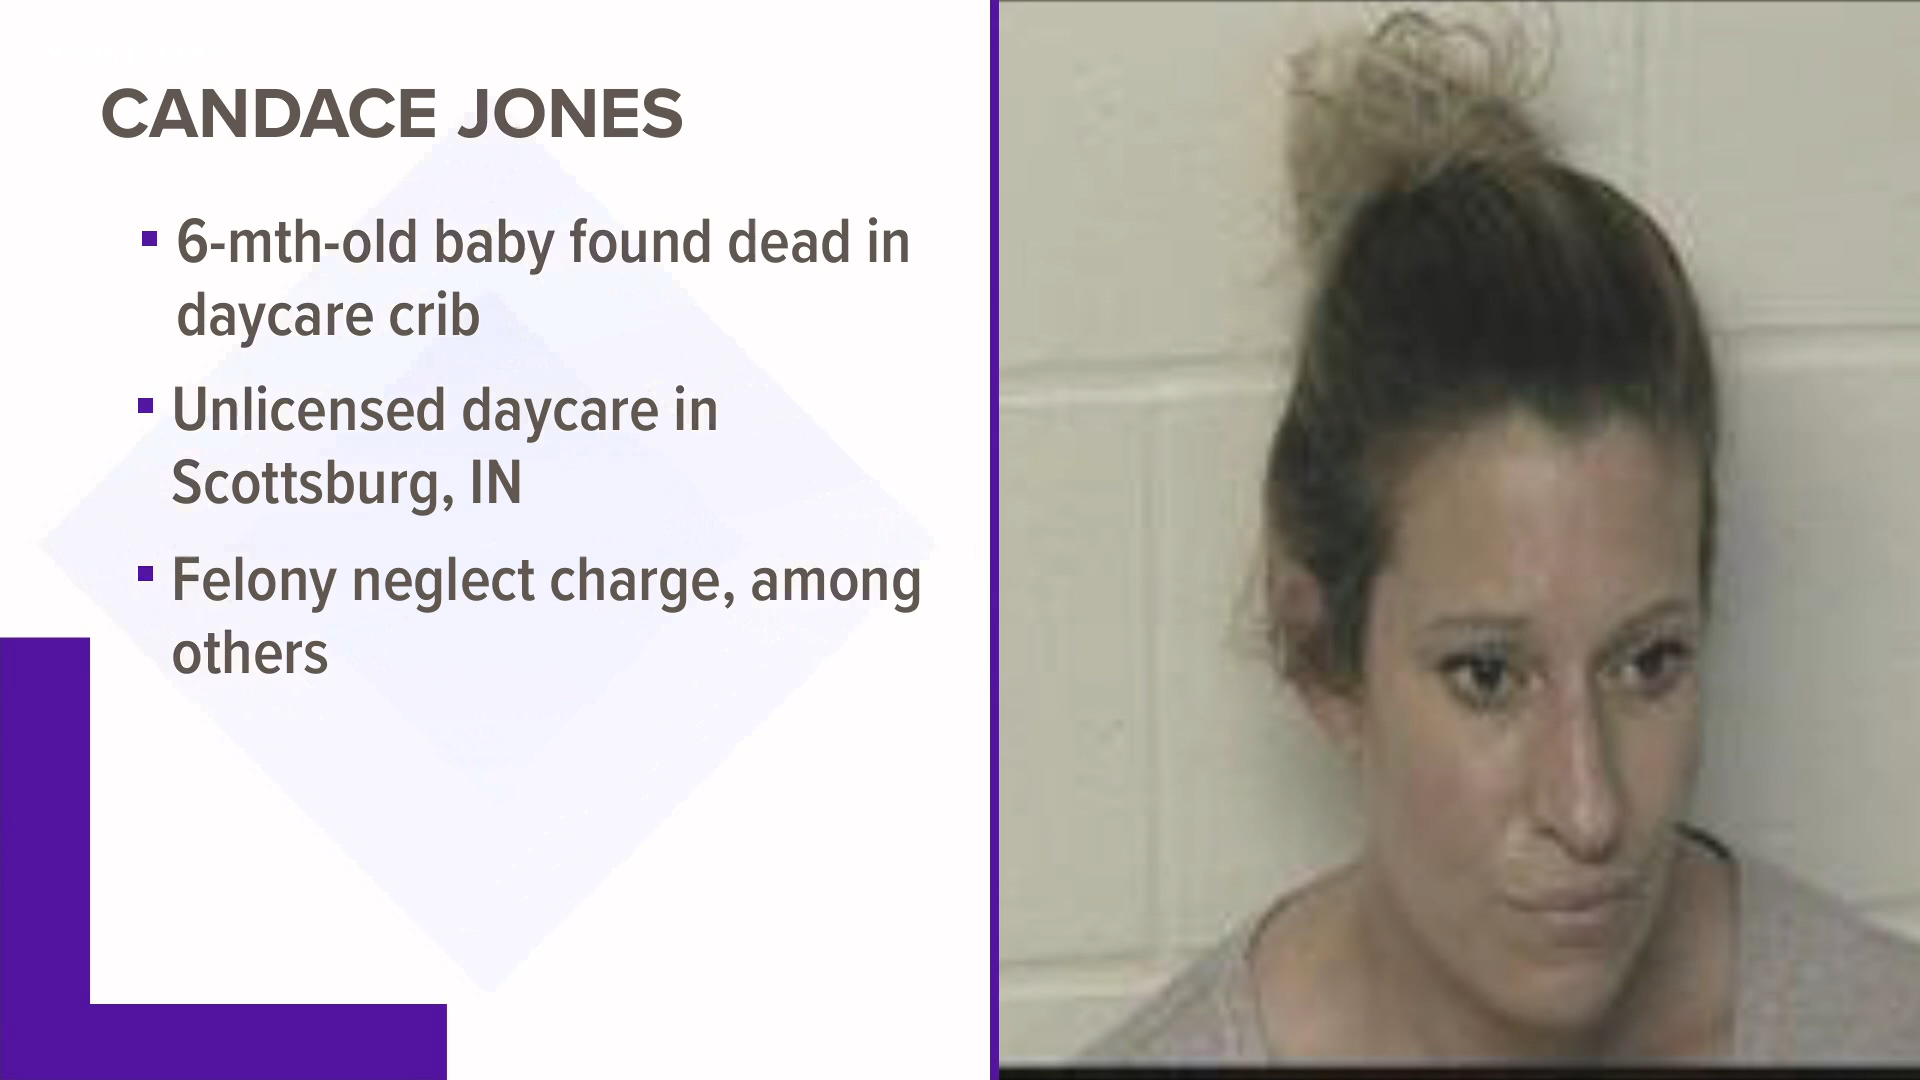 CANDACE JONES
6-mth-old baby found dead in
daycare crib
Unlicensed daycare in
Scottsburg, IN
Felony neglect charge, among
others